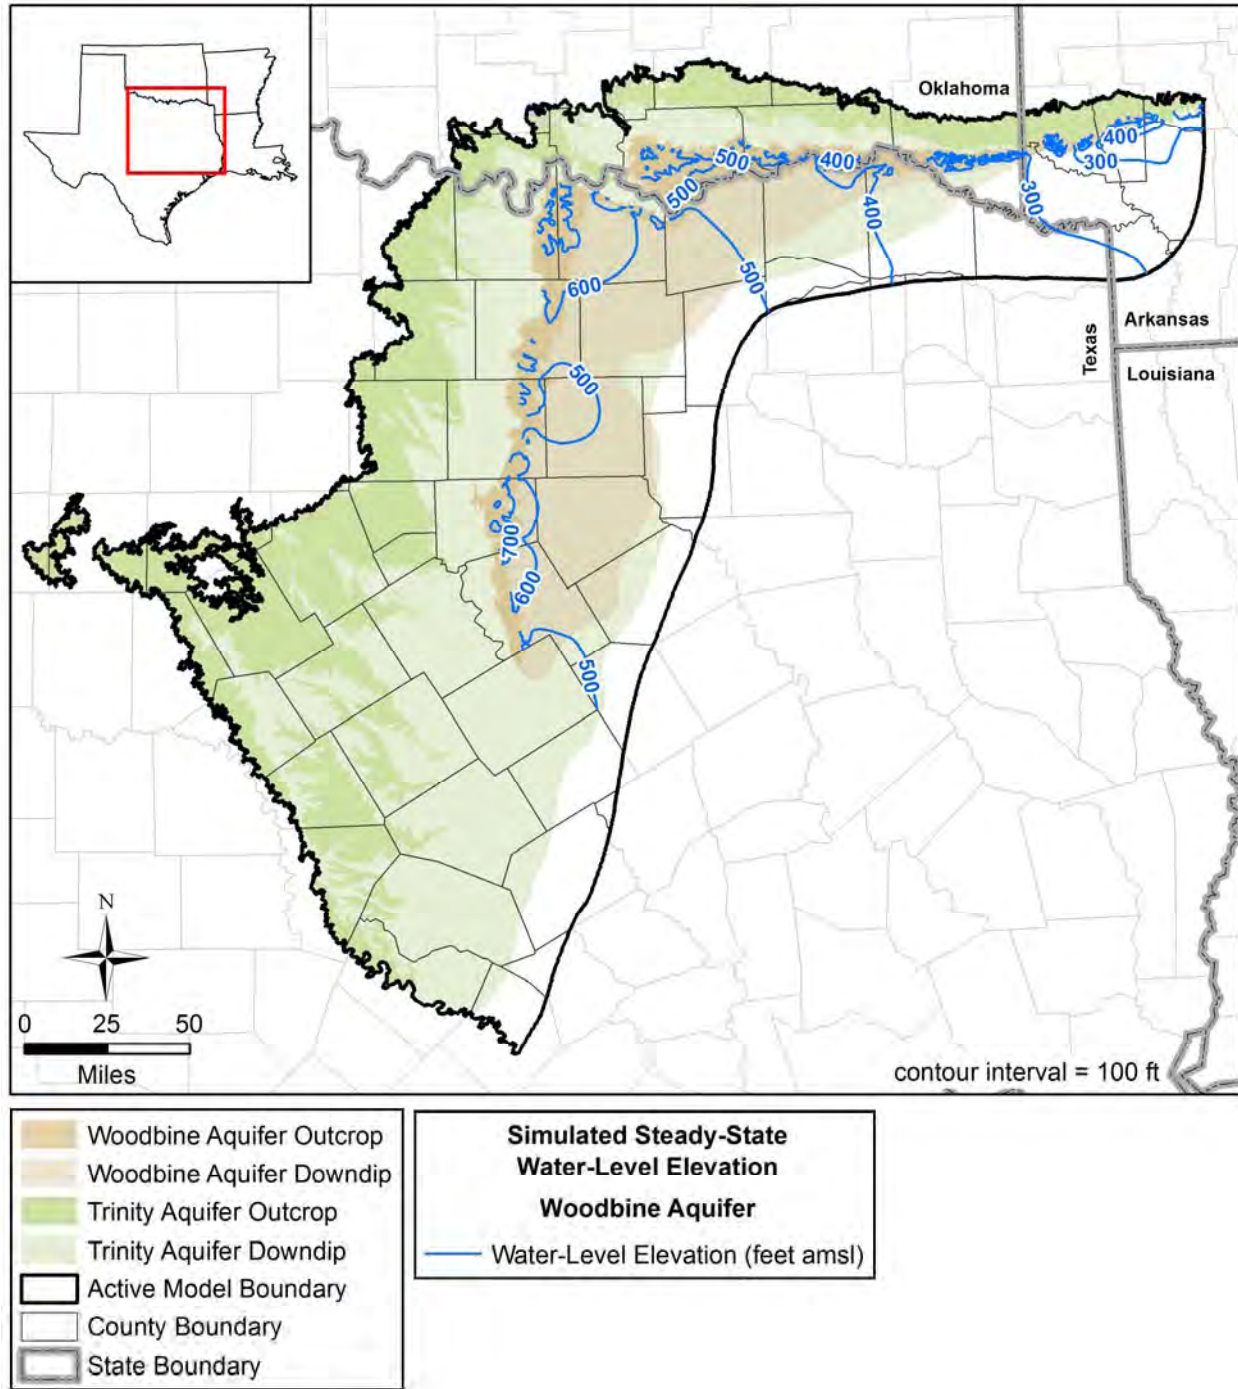 Oklahoma
400
300
500
400
500
300
400
600
500
Arkansas
Texas
Louisiana
500
700
600
500
N
0 25 50
Miles
contour interval = 100 ft
Woodbine Aquifer Outcrop
Woodbine Aquifer Downdip
Trinity Aquifer Outcrop
Trinity Aquifer Downdip
Active Model Boundary
County Boundary
State Boundary
Simulated Steady-State
Water-Level Elevation
Woodbine Aquifer
Water-Level Elevation (feet amsl)